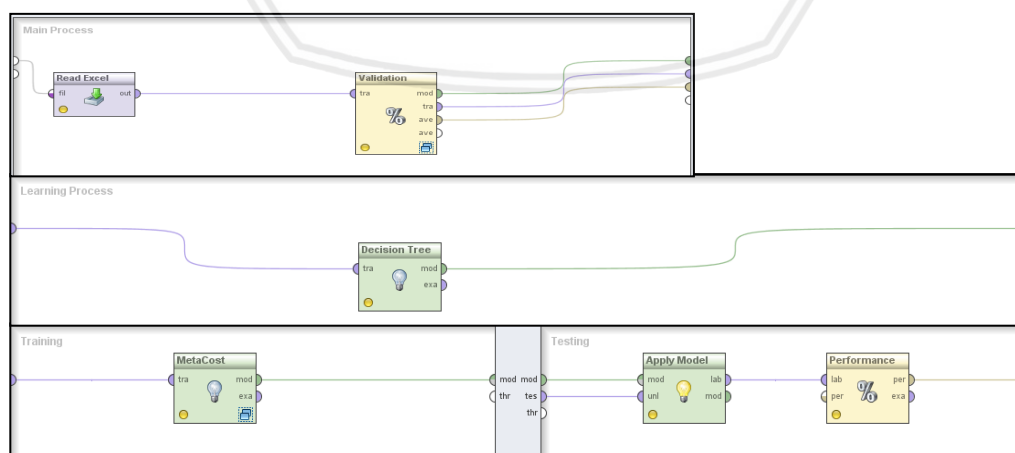 Main Process
Read Excel
fil out
Validation
tra mod
tra
%
ave
ave
Learning Process
Decision Tree
tra mod
exa
Training
MetaCost
tra mod
exa
mod mod
thr tes
thr
Testing
Apply Model
mod lab
unl mod
Performance
lab per
per % exa